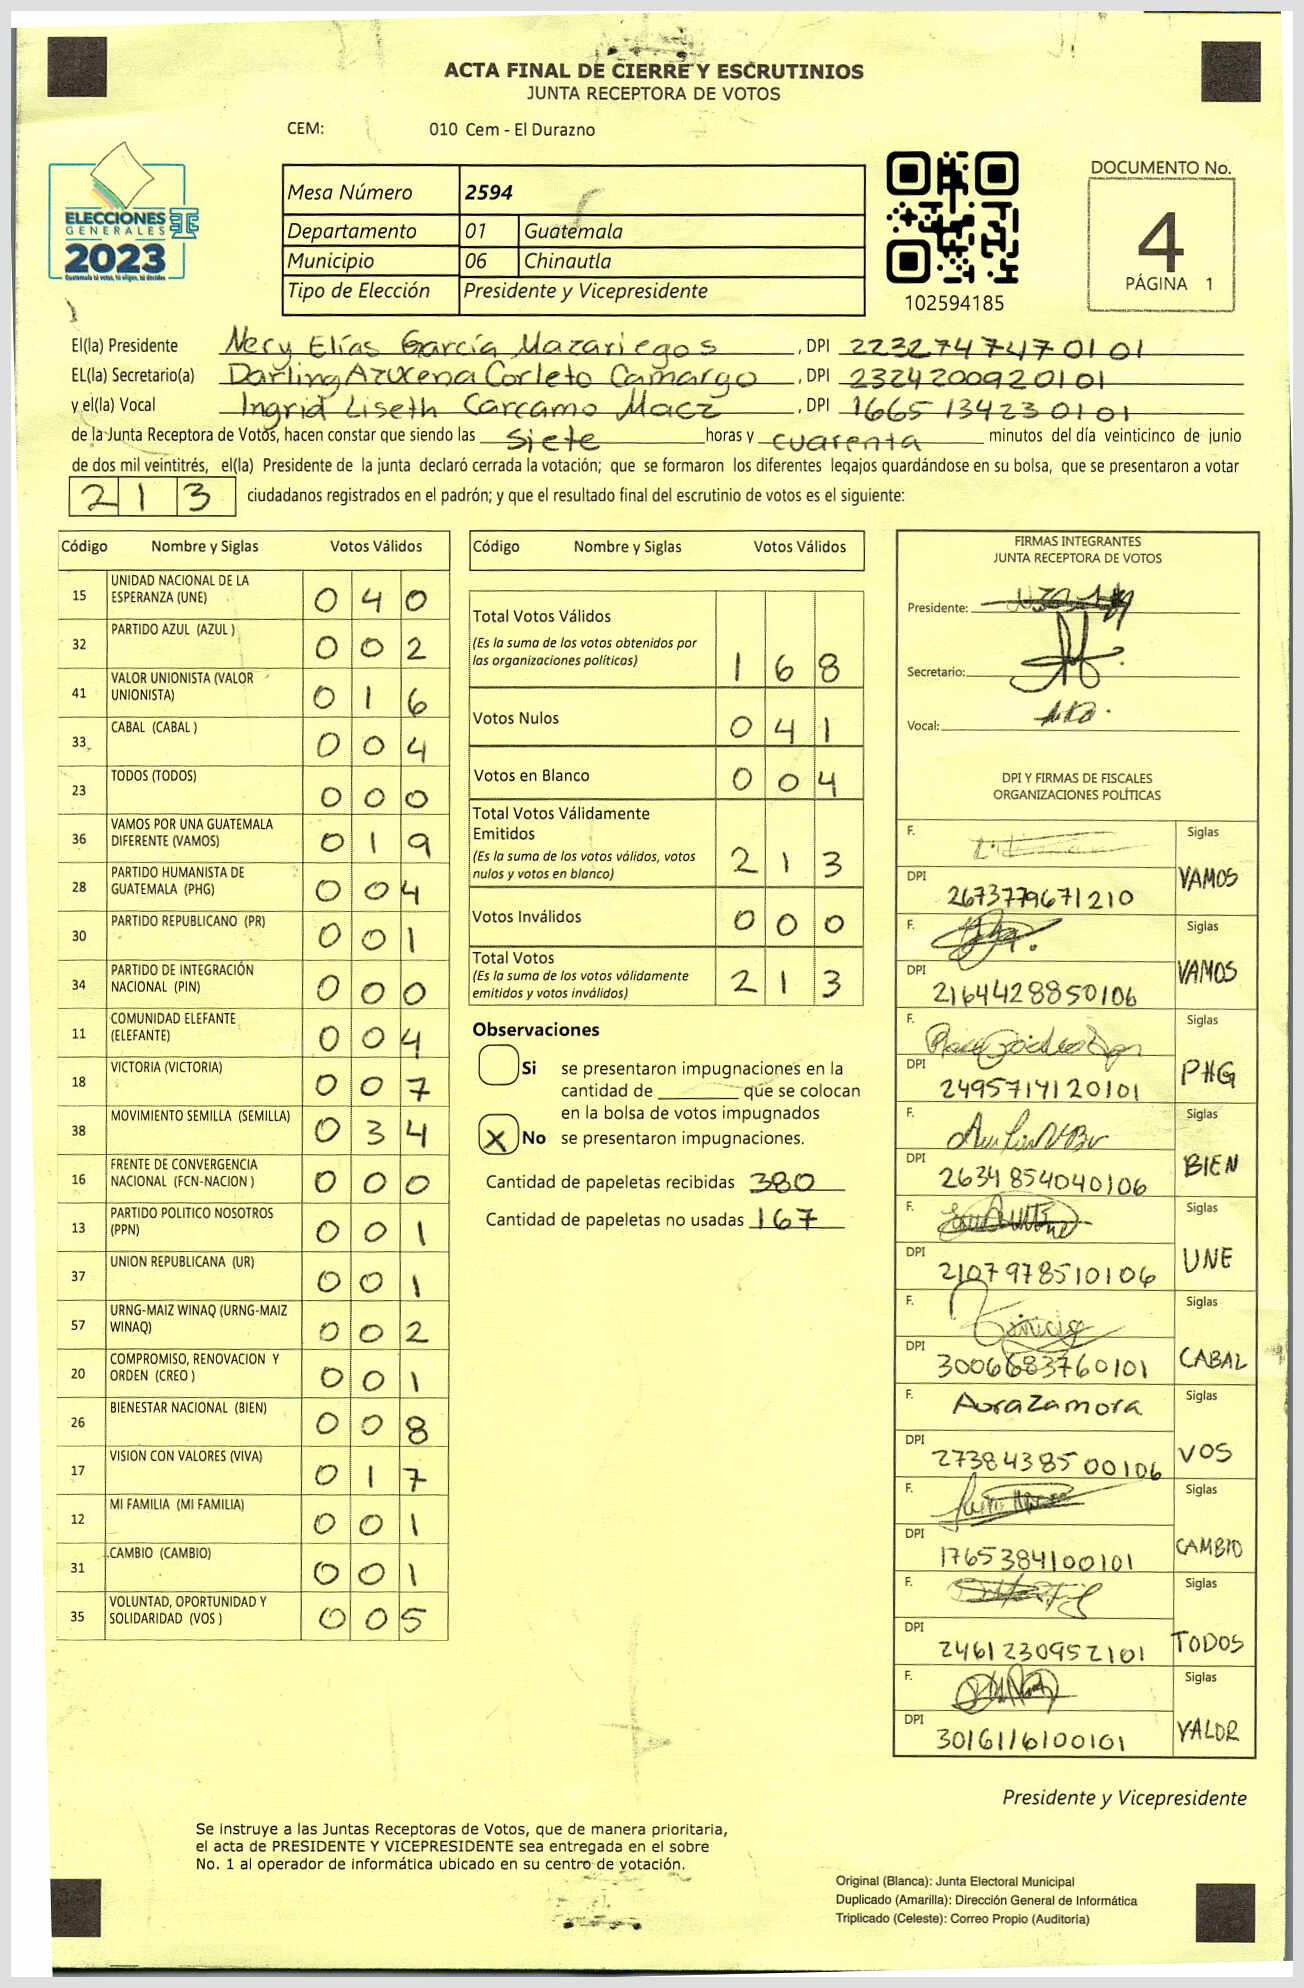 ACTA FINAL DE CIERRE Y ESCRUTINIOS
JUNTA RECEPTORA DE VOTOS
CEM: 010 Cem - El Durazno
ELECCIONES
GENERALES
2023
Guatemala tú votas, tú eliges, tú decides
Mesa Número 2594
Departamento 01 Guatemala
Municipio 06 Chinautla
Tipo de Elección Presidente y Vicepresidente
102594185
DOCUMENTO No.
4
PÁGINA 1
El(la) Presidente Nery Elías García Mazariegos, DPI 2232747470101
EL(la) Secretario(a) Darling Azucena Corleto Camargo, DPI 2324200920101
y el(la) Vocal Ingrid Liseth Carcamo Macz, DPI 1665134230101
de la Junta Receptora de Votos, hacen constar que siendo las siete horas y cuarenta minutos del día veinticinco de junio
de dos mil veintitrés, el(la) Presidente de la junta declaró cerrada la votación; que se formaron los diferentes legajos guardándose en su bolsa, que se presentaron a votar
213 ciudadanos registrados en el padrón; y que el resultado final del escrutinio de votos es el siguiente:
Código Nombre y Siglas Votos Válidos
15 UNIDAD NACIONAL DE LA ESPERANZA (UNE) 0 4 0
32 PARTIDO AZUL (AZUL ) 0 0 2
41 VALOR UNIONISTA (VALOR UNIONISTA) 0 1 6
33 CABAL (CABAL ) 0 0 4
23 TODOS (TODOS) 0 0 0
36 VAMOS POR UNA GUATEMALA DIFERENTE (VAMOS) 0 1 9
28 PARTIDO HUMANISTA DE GUATEMALA (PHG) 0 0 4
30 PARTIDO REPUBLICANO (PR) 0 0 1
34 PARTIDO DE INTEGRACIÓN NACIONAL (PIN) 0 0 0
11 COMUNIDAD ELEFANTE (ELEFANTE) 0 0 4
18 VICTORIA (VICTORIA) 0 0 7
38 MOVIMIENTO SEMILLA (SEMILLA) 0 3 4
16 FRENTE DE CONVERGENCIA NACIONAL (FCN-NACION ) 0 0 0
13 PARTIDO POLITICO NOSOTROS (PPN) 0 0 1
37 UNION REPUBLICANA (UR) 0 0 1
57 URNG-MAIZ WINAQ (URNG-MAIZ WINAQ) 0 0 2
20 COMPROMISO, RENOVACION Y ORDEN (CREO ) 0 0 1
26 BIENESTAR NACIONAL (BIEN) 0 0 8
17 VISION CON VALORES (VIVA) 0 1 7
12 MI FAMILIA (MI FAMILIA) 0 0 1
31 CAMBIO (CAMBIO) 0 0 1
35 VOLUNTAD, OPORTUNIDAD Y SOLIDARIDAD (VOS ) 0 0 5
Código Nombre y Siglas Votos Válidos
Total Votos Válidos
(Es la suma de los votos obtenidos por las organizaciones políticas) 1 6 8
Votos Nulos 0 4 1
Votos en Blanco 0 0 4
Total Votos Válidamente Emitidos
(Es la suma de los votos válidos, votos nulos y votos en blanco) 2 1 3
Votos Inválidos 0 0 0
Total Votos
(Es la suma de los votos válidamente emitidos y votos inválidos) 2 1 3
Observaciones
Si se presentaron impugnaciones en la
cantidad de ________ que se colocan
en la bolsa de votos impugnados
X No se presentaron impugnaciones.
Cantidad de papeletas recibidas 380
Cantidad de papeletas no usadas 167
FIRMAS INTEGRANTES
JUNTA RECEPTORA DE VOTOS
Presidente:
Secretario:
Vocal:
DPI Y FIRMAS DE FISCALES
ORGANIZACIONES POLÍTICAS
F. Siglas
DPI 2673779671210 VAMOS
F. Siglas
DPI 2164428850106 VAMOS
F. Siglas
DPI 2495714120101 PHG
F. Siglas
DPI 2634854040106 BIEN
F. Siglas
DPI 2107978510106 UNE
F. Siglas
DPI 3006683760101 CABAL
F. Aura Zamora Siglas
DPI 2738438500106 VOS
F. Siglas
DPI 1765384100101 CAMBIO
F. Siglas
DPI 2461230952101 TODOS
F. Siglas
DPI 3016116100101 VALOR
Presidente y Vicepresidente
Se instruye a las Juntas Receptoras de Votos, que de manera prioritaria,
el acta de PRESIDENTE Y VICEPRESIDENTE sea entregada en el sobre
No. 1 al operador de informática ubicado en su centro de votación.
Original (Blanca): Junta Electoral Municipal
Duplicado (Amarilla): Dirección General de Informática
Triplicado (Celeste): Correo Propio (Auditoría)